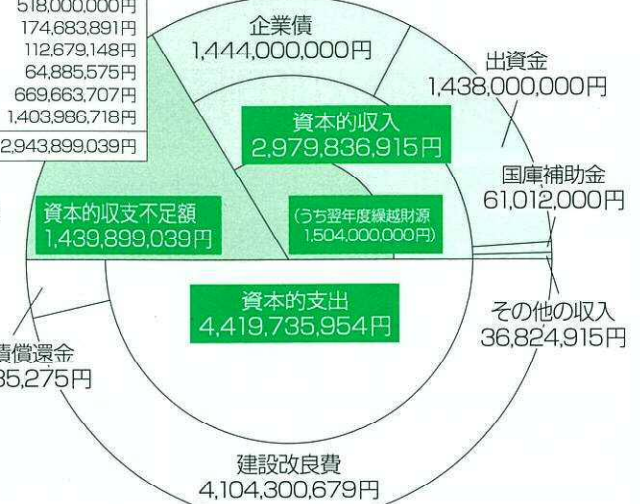 518,000,000円
174,683,891円
112,679,148円
64,885,575円
669,663,707円
1,403,986,718円
2,943,899,039円
企業債
1,444,000,000円
出資金
1,438,000,000円
資本的収入
2,979,836,915円
国庫補助金
61,012,000円
資本的収支不足額
1,439,899,039円
(うち翌年度繰越財源
1,504,000,000円)
資本的支出
4,419,735,954円
その他の収入
36,824,915円
債償還金
35,275円
建設改良費
4,104,300,679円